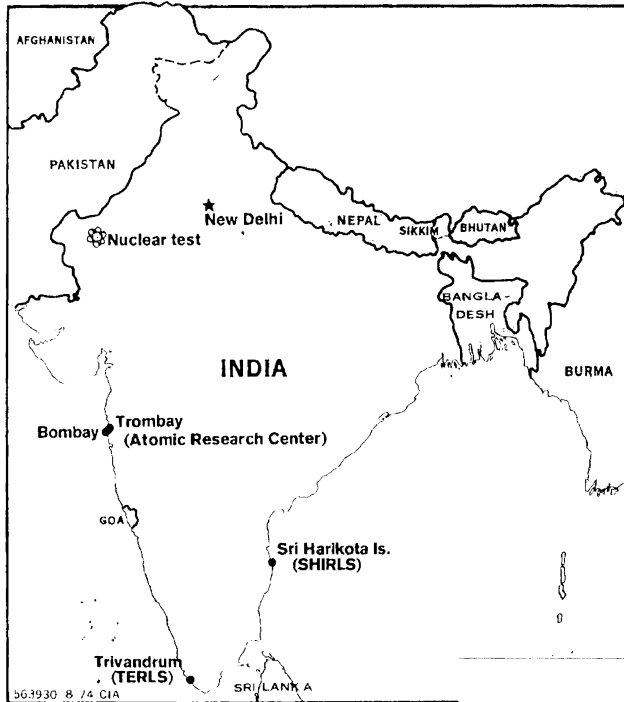 AFGHANISTAN
PAKISTAN
New Delhi
NEPAL
SIKKIM
BHUTAN
Nuclear test
BANGLA-
DESH
INDIA
BURMA
Bombay
Trombay
(Atomic Research Center)
GOA
Sri Harikota Is.
(SHIRLS)
Trivandrum
(TERLS)
SRI LANKA
563930 8 74 CIA